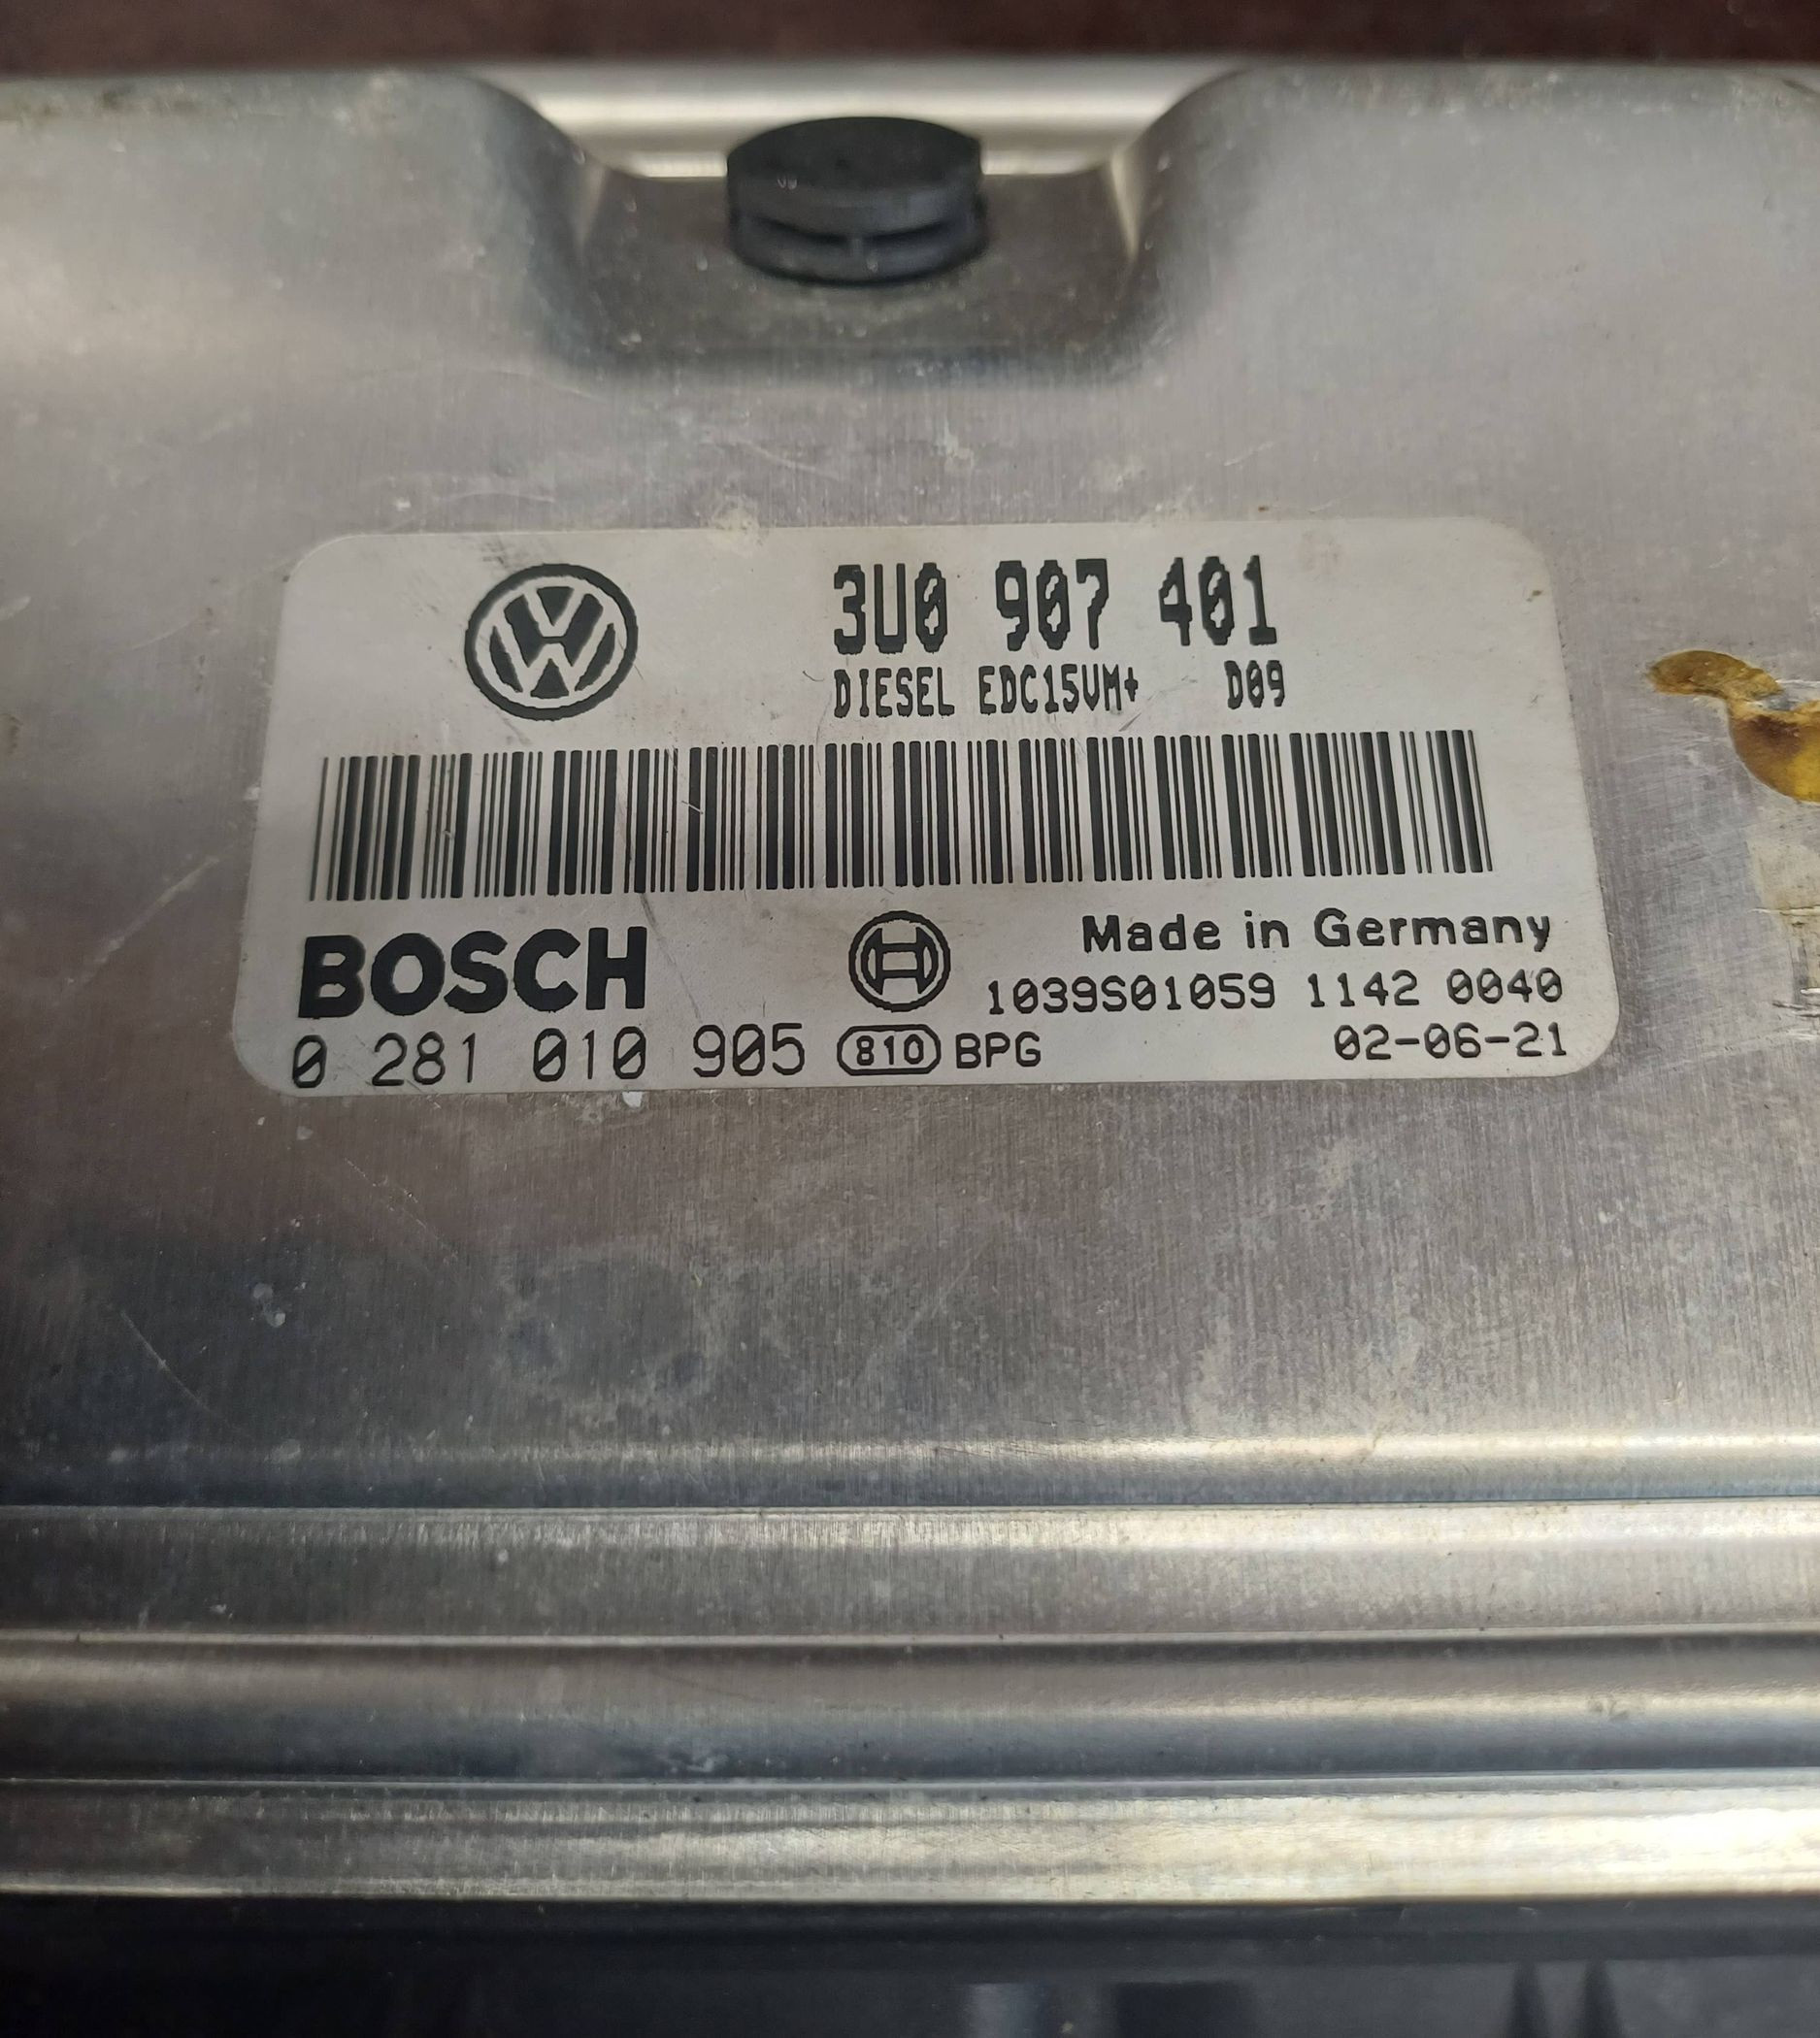 3U0 907 401
DIESEL EDC15VM+ D09
BOSCH
Made in Germany
1039S01059 1142 0040
0 281 010 905 810 BPG 02-06-21